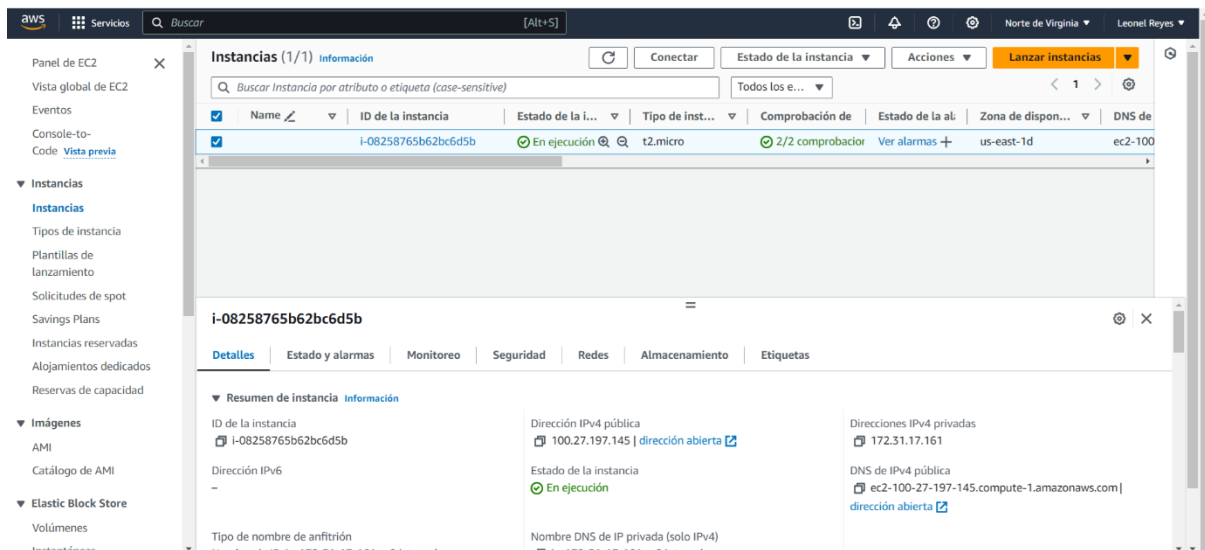 aws Servicios Buscar [Alt+S] Norte de Virginia Leonel Reyes
Panel de EC2
Vista global de EC2
Eventos
Console-to-
Code Vista previa
Instancias
Instancias
Tipos de instancia
Plantillas de
lanzamiento
Solicitudes de spot
Savings Plans
Instancias reservadas
Alojamientos dedicados
Reservas de capacidad
Imágenes
AMI
Catálogo de AMI
Elastic Block Store
Volúmenes
Instancias (1/1) Información Conectar Estado de la instancia Acciones Lanzar instancias
Buscar Instancia por atributo o etiqueta (case-sensitive) Todos los e... 1
Name ID de la instancia Estado de la i... Tipo de inst... Comprobación de Estado de la Zona de dispon... DNS de
i-08258765b62bc6d5b En ejecución t2.micro 2/2 comprobacior Ver alarmas + us-east-1d ec2-100
i-08258765b62bc6d5b
Detalles Estado y alarmas Monitoreo Seguridad Redes Almacenamiento Etiquetas
Resumen de instancia Información
ID de la instancia Dirección IPv4 pública Direcciones IPv4 privadas
i-08258765b62bc6d5b 100.27.197.145 | dirección abierta 172.31.17.161
Dirección IPv6 Estado de la instancia DNS de IPv4 pública
– En ejecución ec2-100-27-197-145.compute-1.amazonaws.com |
dirección abierta
Tipo de nombre de anfitrión Nombre DNS de IP privada (solo IPv4)